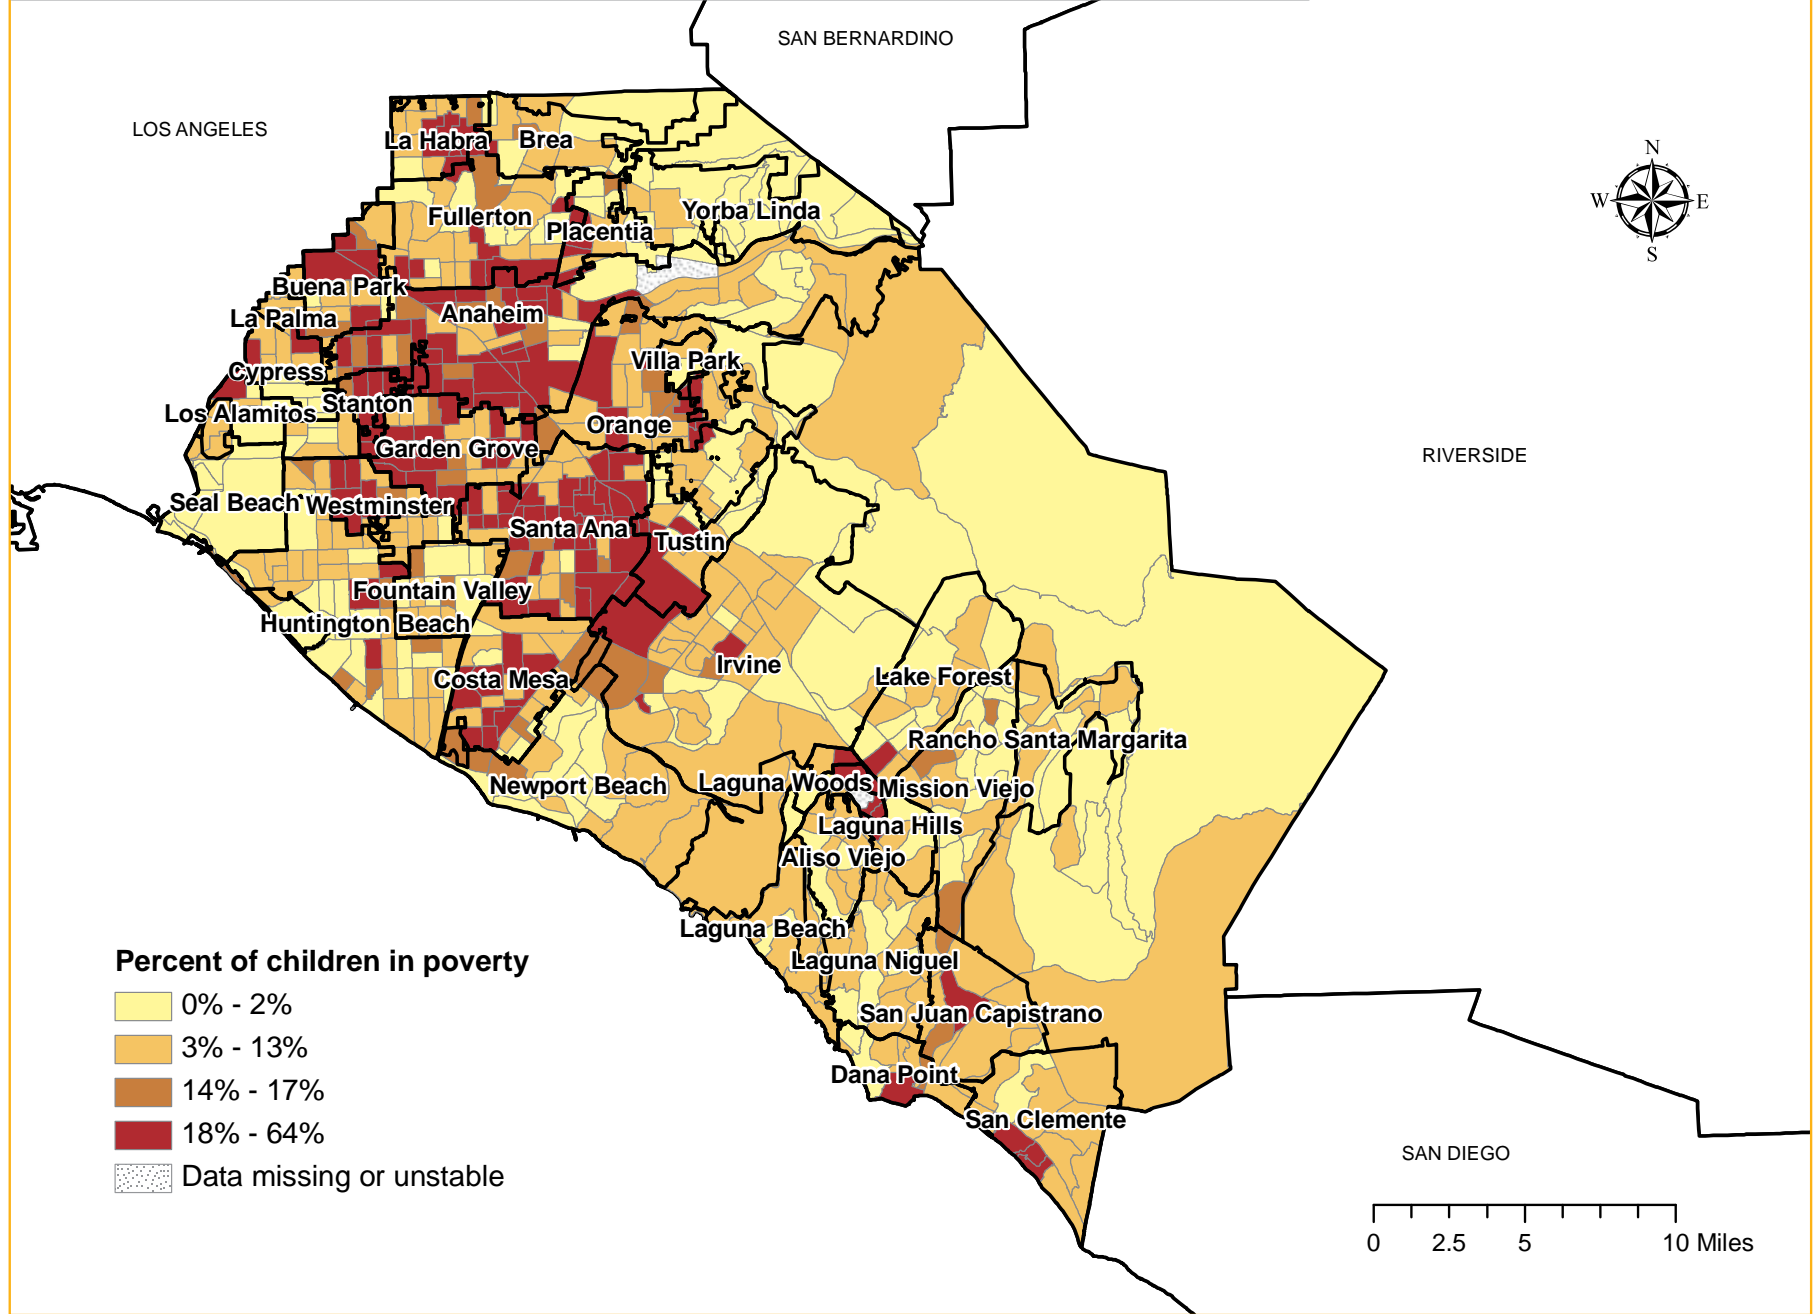 SAN BERNARDINO
LOS ANGELES
La Habra
Brea
N
W
E
S
Fullerton
Yorba Linda
Placentia
Buena Park
La Palma
Anaheim
Villa Park
Cypress
Los Alamitos
Stanton
Orange
Garden Grove
RIVERSIDE
Seal Beach
Westminster
Santa Ana
Tustin
Fountain Valley
Huntington Beach
Irvine
Costa Mesa
Lake Forest
Rancho Santa Margarita
Newport Beach
Laguna Woods
Mission Viejo
Laguna Hills
Aliso Viejo
Laguna Beach
Laguna Niguel
San Juan Capistrano
Dana Point
San Clemente
SAN DIEGO
Percent of children in poverty
0% - 2%
3% - 13%
14% - 17%
18% - 64%
Data missing or unstable
0 2.5 5 10 Miles